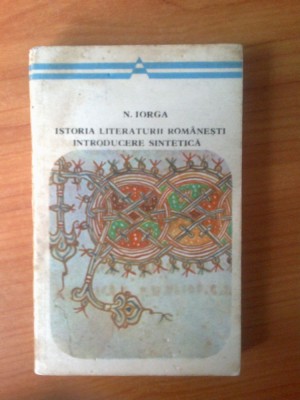 N. IORGA
ISTORIA LITERATURII ROMÂNEȘTI
INTRODUCERE SINTETICĂ